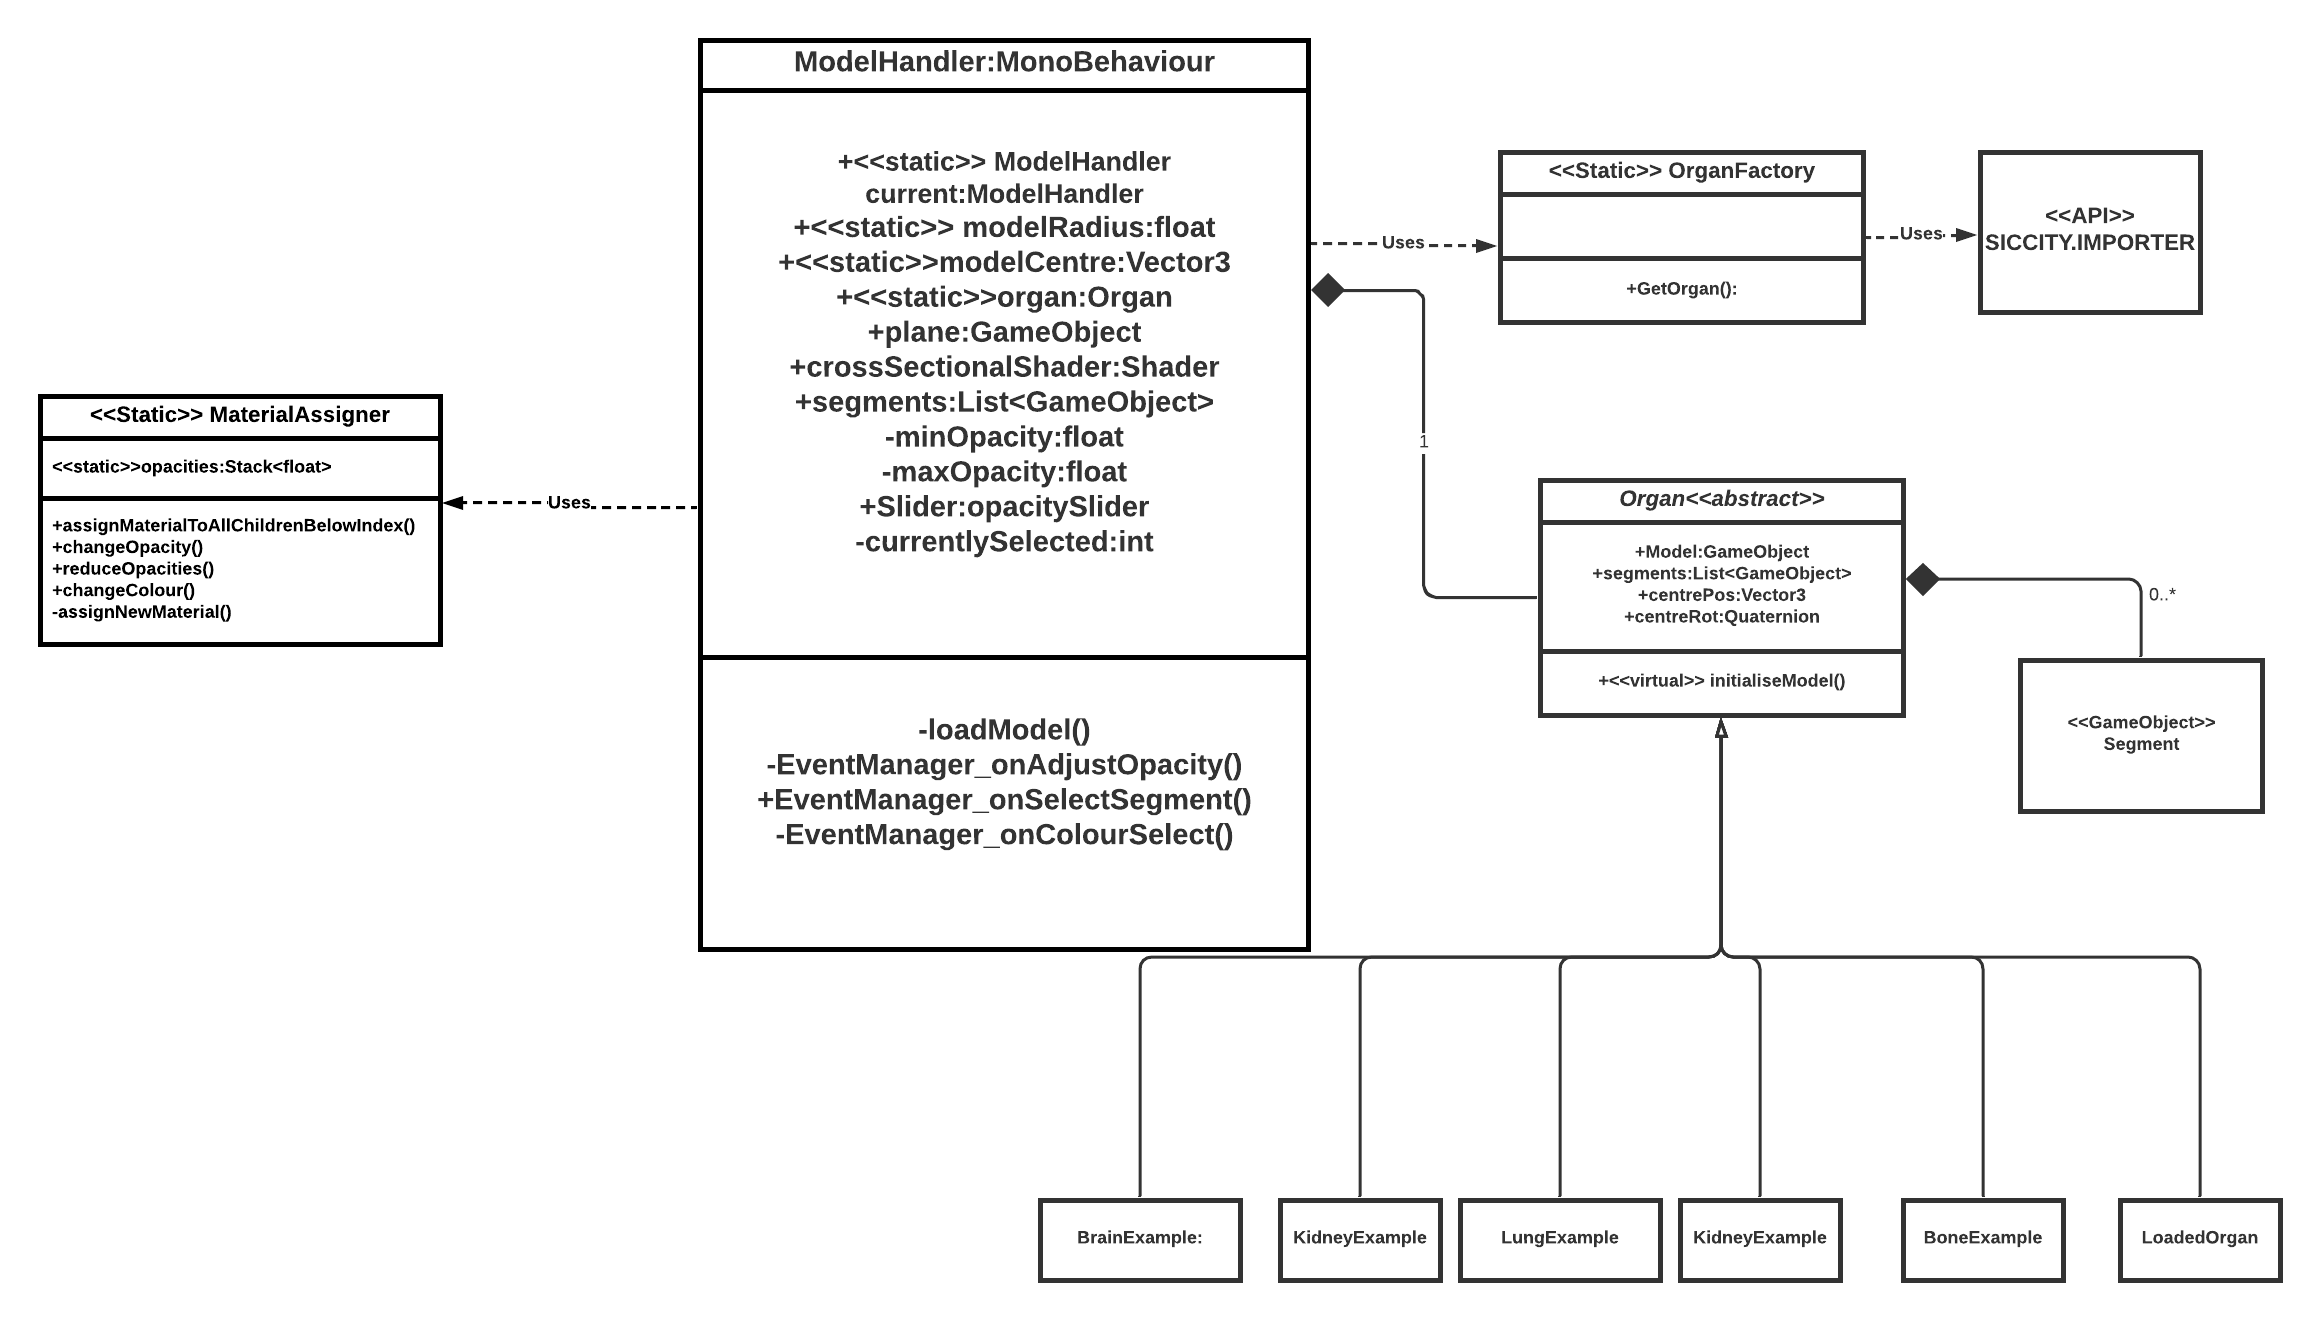 ModelHandler:MonoBehaviour
+<<static>> ModelHandler
current:ModelHandler
+<<static>> modelRadius:float
+<<static>>modelCentre:Vector3
+<<static>>organ:Organ
+plane:GameObject
+crossSectionalShader:Shader
+segments:List<GameObject>
-minOpacity:float
-maxOpacity:float
+Slider:opacitySlider
-currentlySelected:int
-loadModel()
-EventManager_onAdjustOpacity()
+EventManager_onSelectSegment()
-EventManager_onColourSelect()
<<Static>> MaterialAssigner
<<static>>opacities:Stack<float>
+assignMaterialToAllChildrenBelowIndex()
+changeOpacity()
+reduceOpacities()
+changeColour()
-assignNewMaterial()
Uses
Uses
<<Static>> OrganFactory
+GetOrgan():
Uses
<<API>>
SICCITY.IMPORTER
1
Organ<<abstract>>
+Model:GameObject
+segments:List<GameObject>
+centrePos:Vector3
+centreRot:Quaternion
+<<virtual>> initialiseModel()
0..*
<<GameObject>>
Segment
BrainExample:
KidneyExample
LungExample
KidneyExample
BoneExample
LoadedOrgan